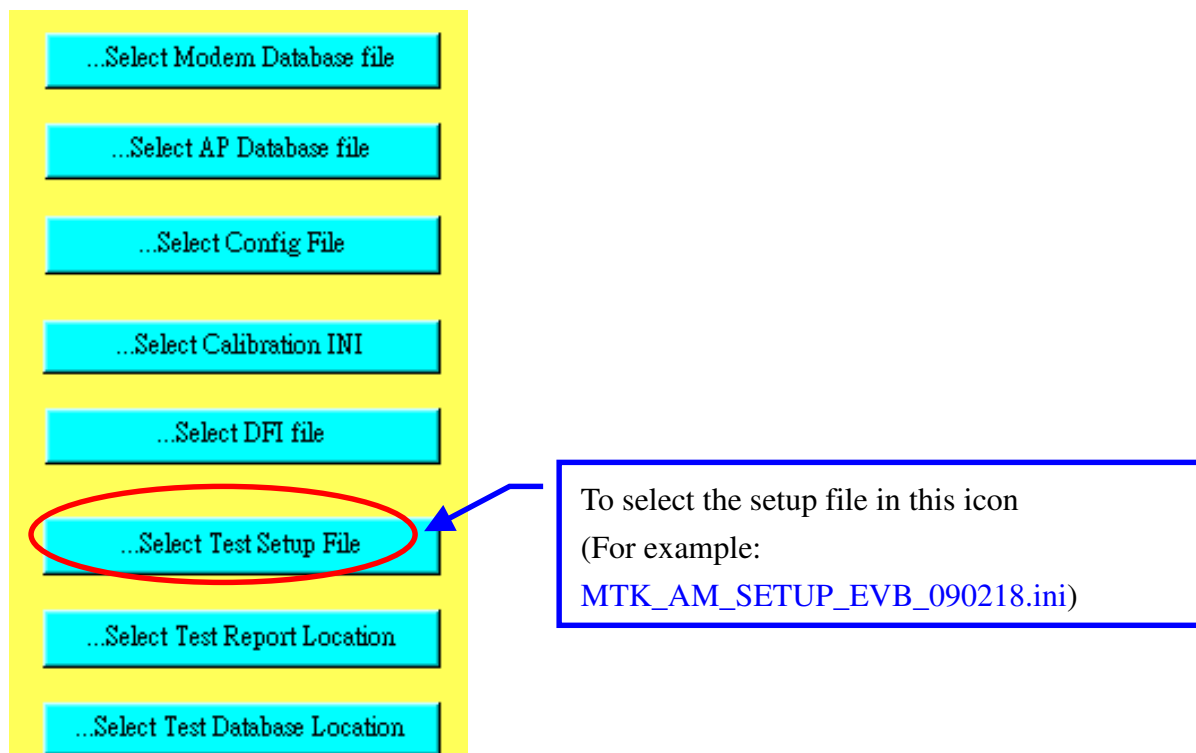 ...Select Modem Database file
...Select AP Database file
...Select Config File
...Select Calibration INI
...Select DFI file
...Select Test Setup File
To select the setup file in this icon
(For example:
MTK_AM_SETUP_EVB_090218.ini)
...Select Test Report Location
...Select Test Database Location